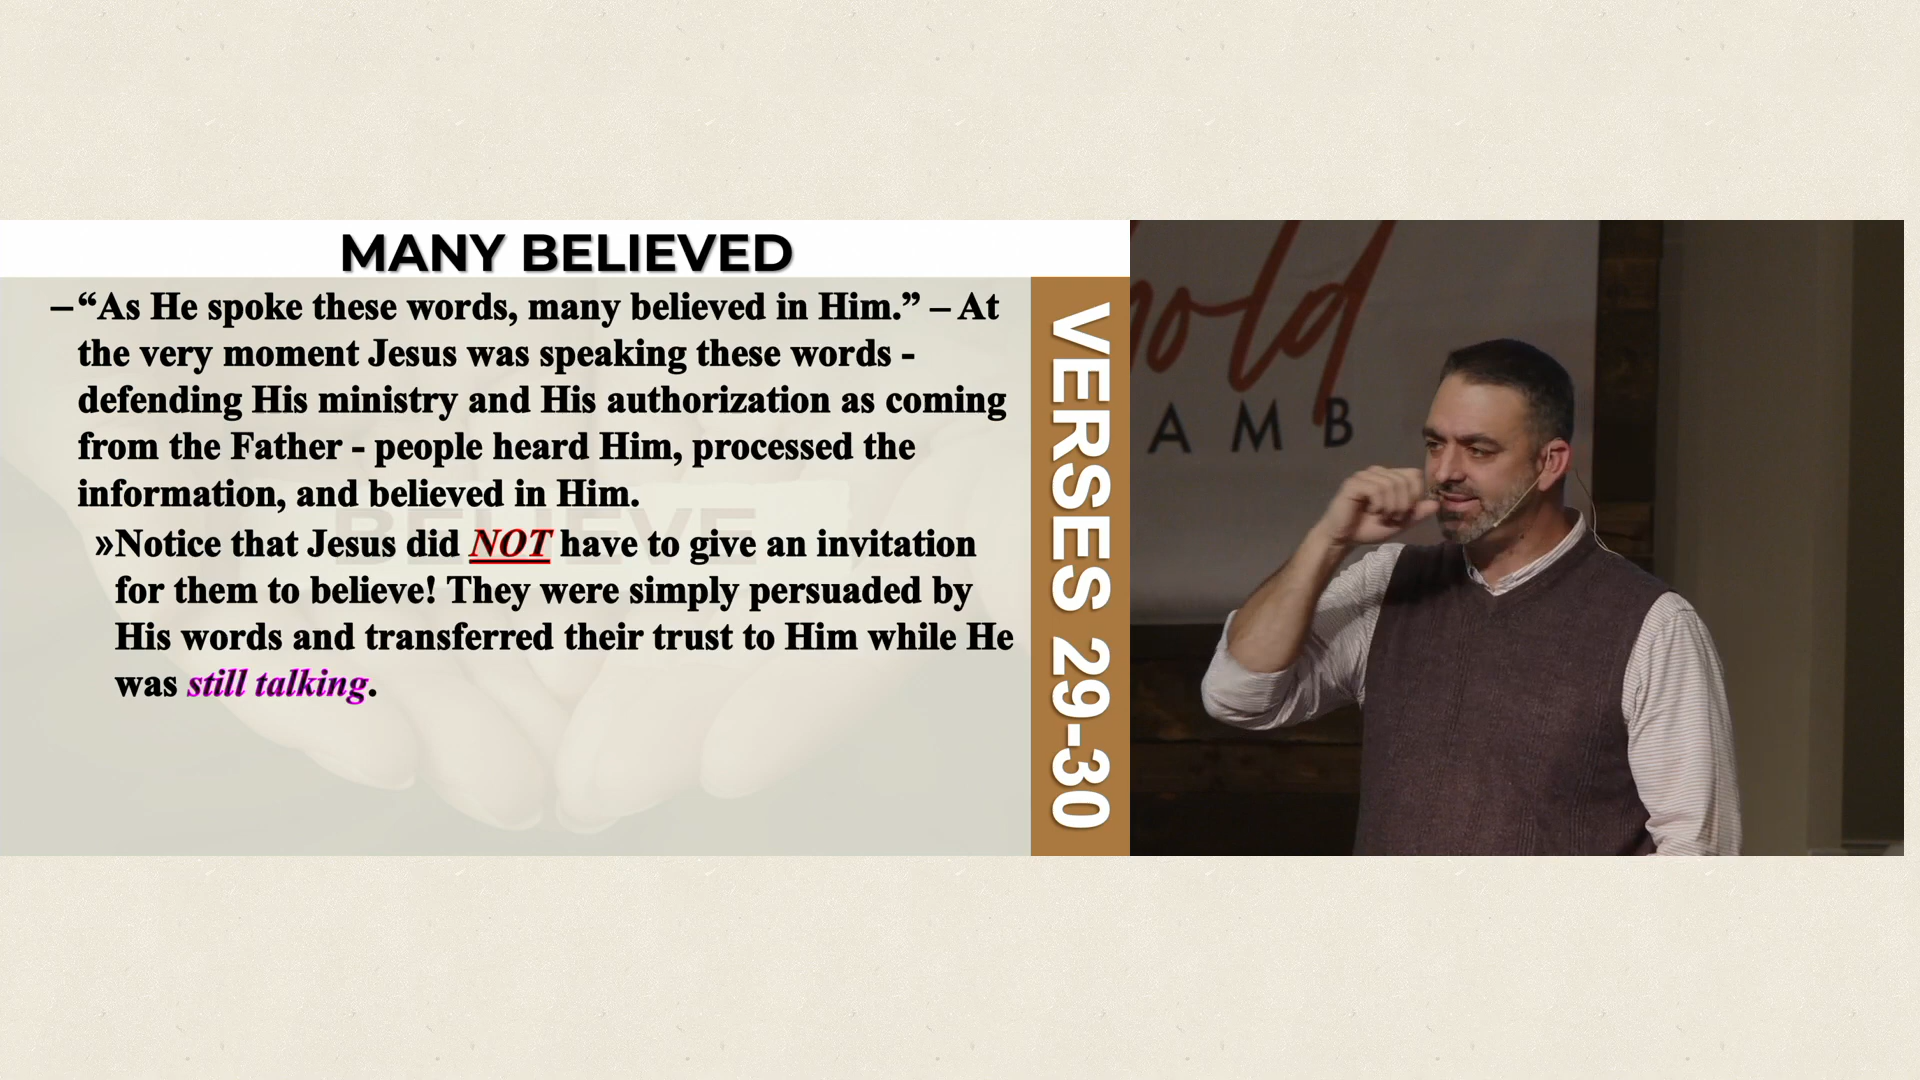 MANY BELIEVED
–“As He spoke these words, many believed in Him.” – At
the very moment Jesus was speaking these words -
defending His ministry and His authorization as coming
from the Father - people heard Him, processed the
information, and believed in Him.
»Notice that Jesus did NOT have to give an invitation
for them to believe! They were simply persuaded by
His words and transferred their trust to Him while He
was still talking.
BELIEVE
VERSES 29-30
hold
AMB